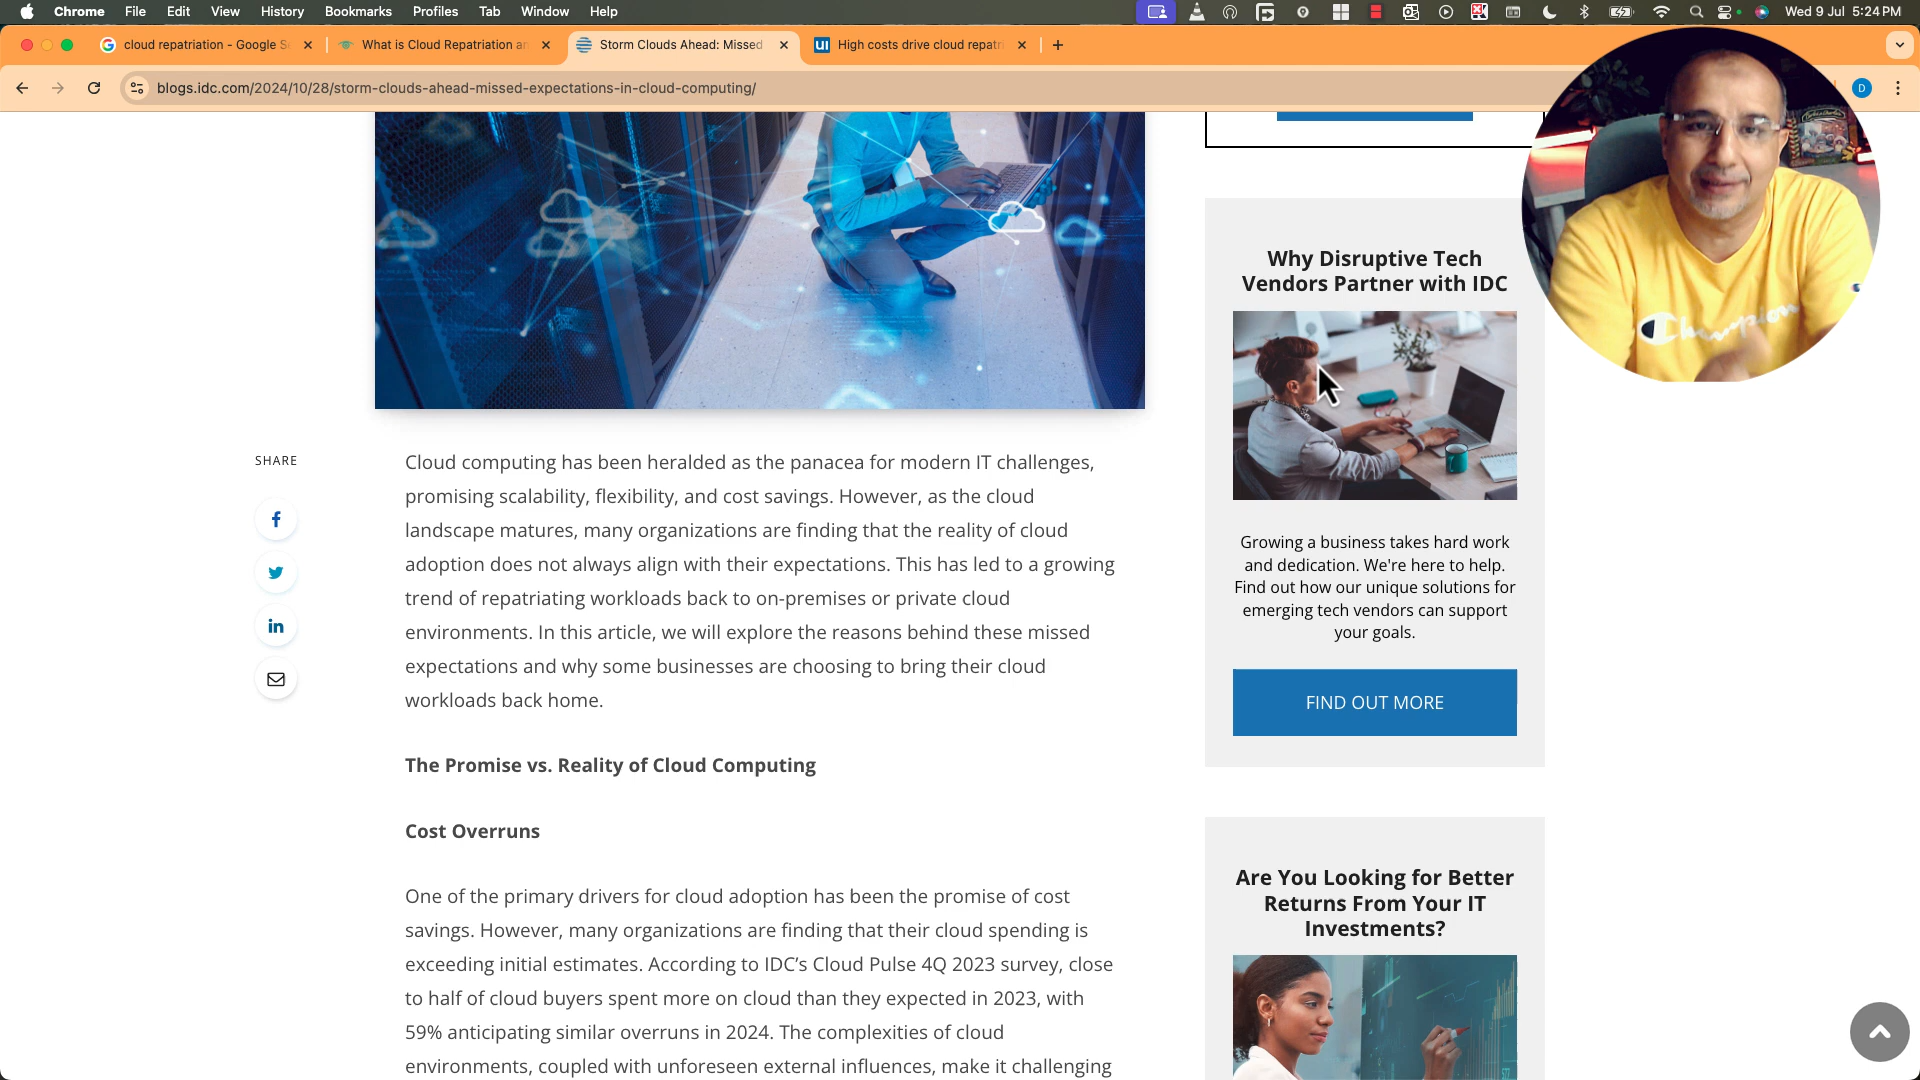 Chrome File Edit View History Bookmarks Profiles Tab Window Help Wed 9 Jul 5:24 PM
cloud repatriation - Google S
What is Cloud Repatriation an
Storm Clouds Ahead: Missed
High costs drive cloud repatri
blogs.idc.com/2024/10/28/storm-clouds-ahead-missed-expectations-in-cloud-computing/
D
Champion
SHARE
Cloud computing has been heralded as the panacea for modern IT challenges,
promising scalability, flexibility, and cost savings. However, as the cloud
landscape matures, many organizations are finding that the reality of cloud
adoption does not always align with their expectations. This has led to a growing
trend of repatriating workloads back to on-premises or private cloud
environments. In this article, we will explore the reasons behind these missed
expectations and why some businesses are choosing to bring their cloud
workloads back home.
The Promise vs. Reality of Cloud Computing
Cost Overruns
One of the primary drivers for cloud adoption has been the promise of cost
savings. However, many organizations are finding that their cloud spending is
exceeding initial estimates. According to IDC’s Cloud Pulse 4Q 2023 survey, close
to half of cloud buyers spent more on cloud than they expected in 2023, with
59% anticipating similar overruns in 2024. The complexities of cloud
environments, coupled with unforeseen external influences, make it challenging
Why Disruptive Tech
Vendors Partner with IDC
Growing a business takes hard work
and dedication. We're here to help.
Find out how our unique solutions for
emerging tech vendors can support
your goals.
FIND OUT MORE
Are You Looking for Better
Returns From Your IT
Investments?